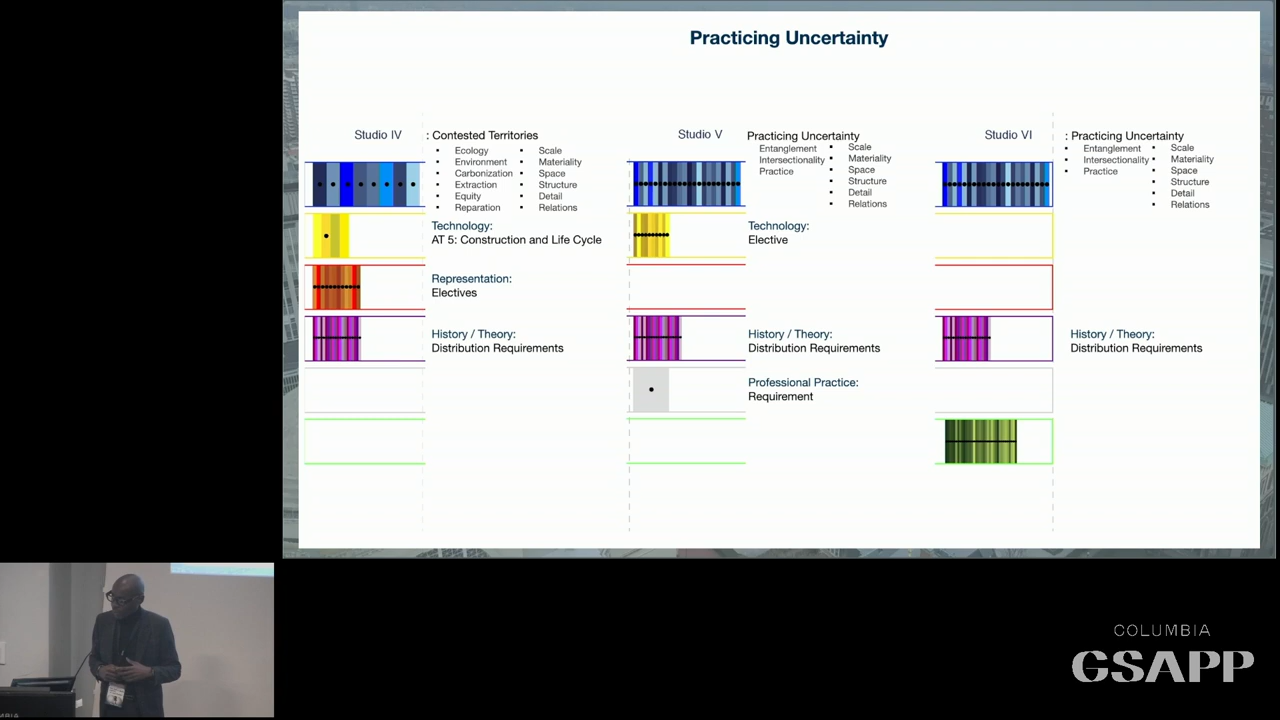 Practicing Uncertainty
Studio IV : Contested Territories
Ecology
Environment
Carbonization
Extraction
Equity
Reparation
Scale
Materiality
Space
Structure
Detail
Relations
Technology:
AT 5: Construction and Life Cycle
Representation:
Electives
History / Theory:
Distribution Requirements
Studio V Practicing Uncertainty
Entanglement
Intersectionality
Practice
Scale
Materiality
Space
Structure
Detail
Relations
Technology:
Elective
History / Theory:
Distribution Requirements
Professional Practice:
Requirement
Studio VI : Practicing Uncertainty
Entanglement
Intersectionality
Practice
Scale
Materiality
Space
Structure
Detail
Relations
History / Theory:
Distribution Requirements
COLUMBIA
GSAPP